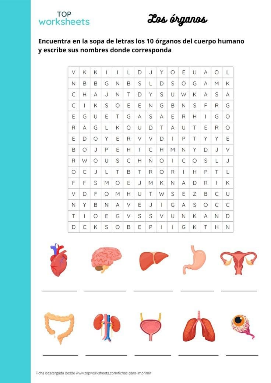 TOP
worksheets
Los órganos
Encuentra en la sopa de letras los 10 órganos del cuerpo humano
y escribe sus nombres donde corresponda
V K K I I L D J Y O E U A O L
N B B G N B S L D S O G A M K
C H A J N T D Y S U W K A S A
C I K S O E E N G B N S F R G
E G U E T G A S A E R H I G O
R A G L K O U D T A U T E R O
E D O Y E R V V D I P T Y Y E
B O J P E H I C H M N Y D J V
R W O U S C H N O I C O S L J
O C J L T B T R O R I H P T L
F F S M O E J M K N A D R I K
V D P O M H U T W S E Z B C U
N Y B N A V E J I G A S O C C
T I O E G V S S V U N K A N D
D C K S O B E P I I G K T H N